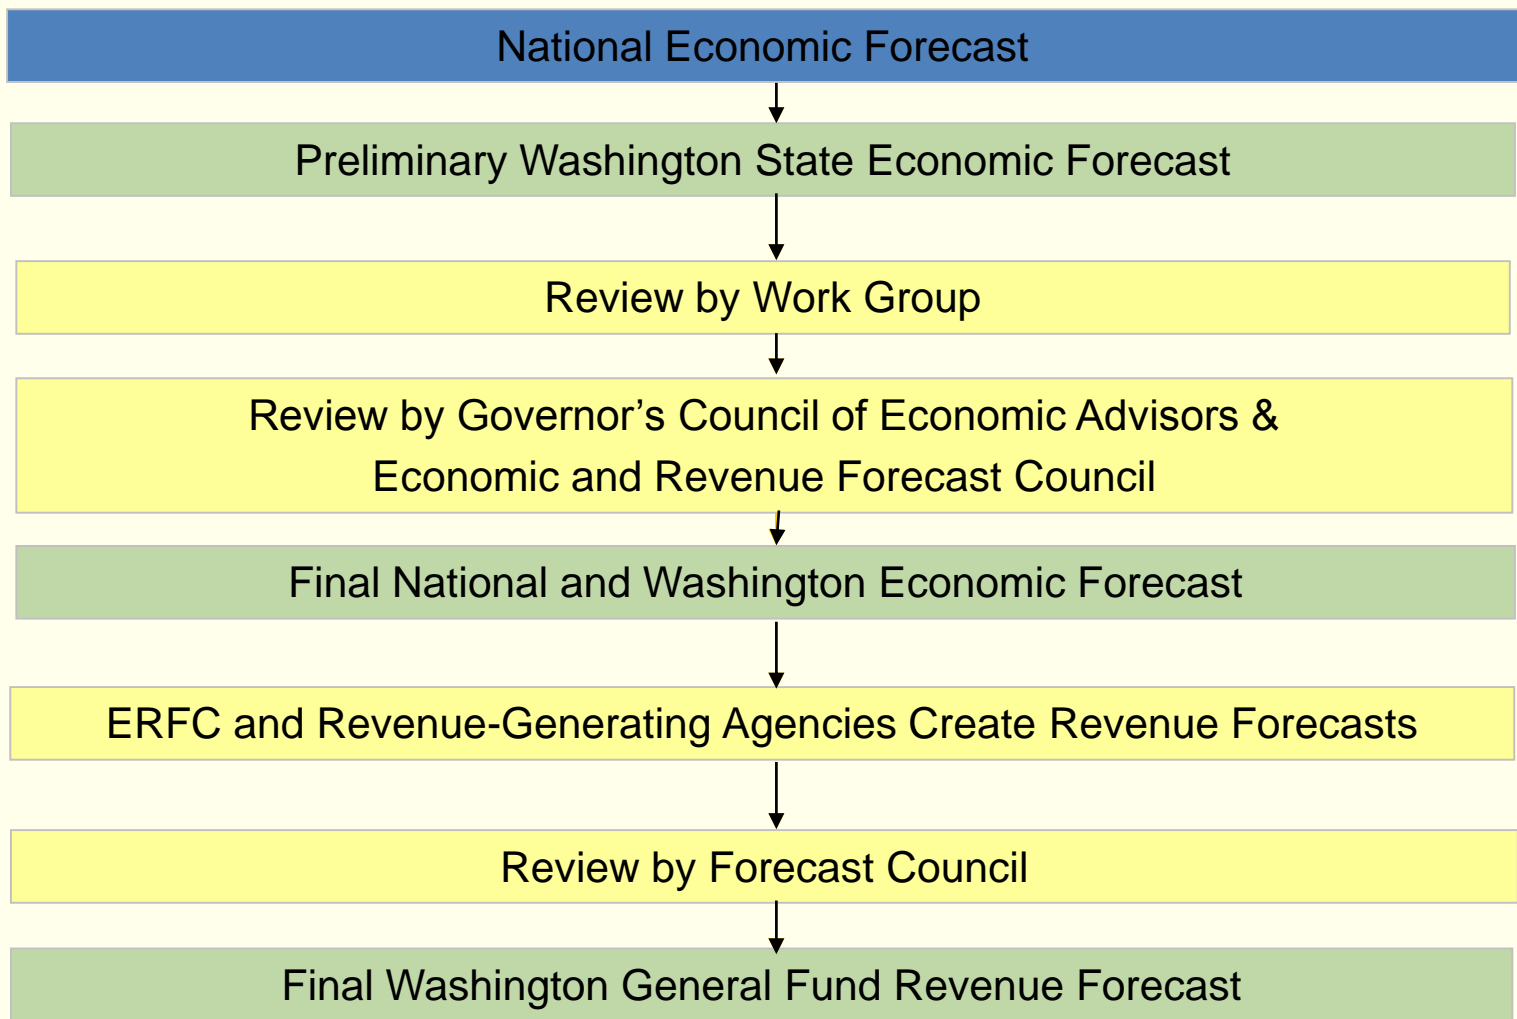 National Economic Forecast
Preliminary Washington State Economic Forecast
Review by Work Group
Review by Governor’s Council of Economic Advisors &
Economic and Revenue Forecast Council
Final National and Washington Economic Forecast
ERFC and Revenue-Generating Agencies Create Revenue Forecasts
Review by Forecast Council
Final Washington General Fund Revenue Forecast